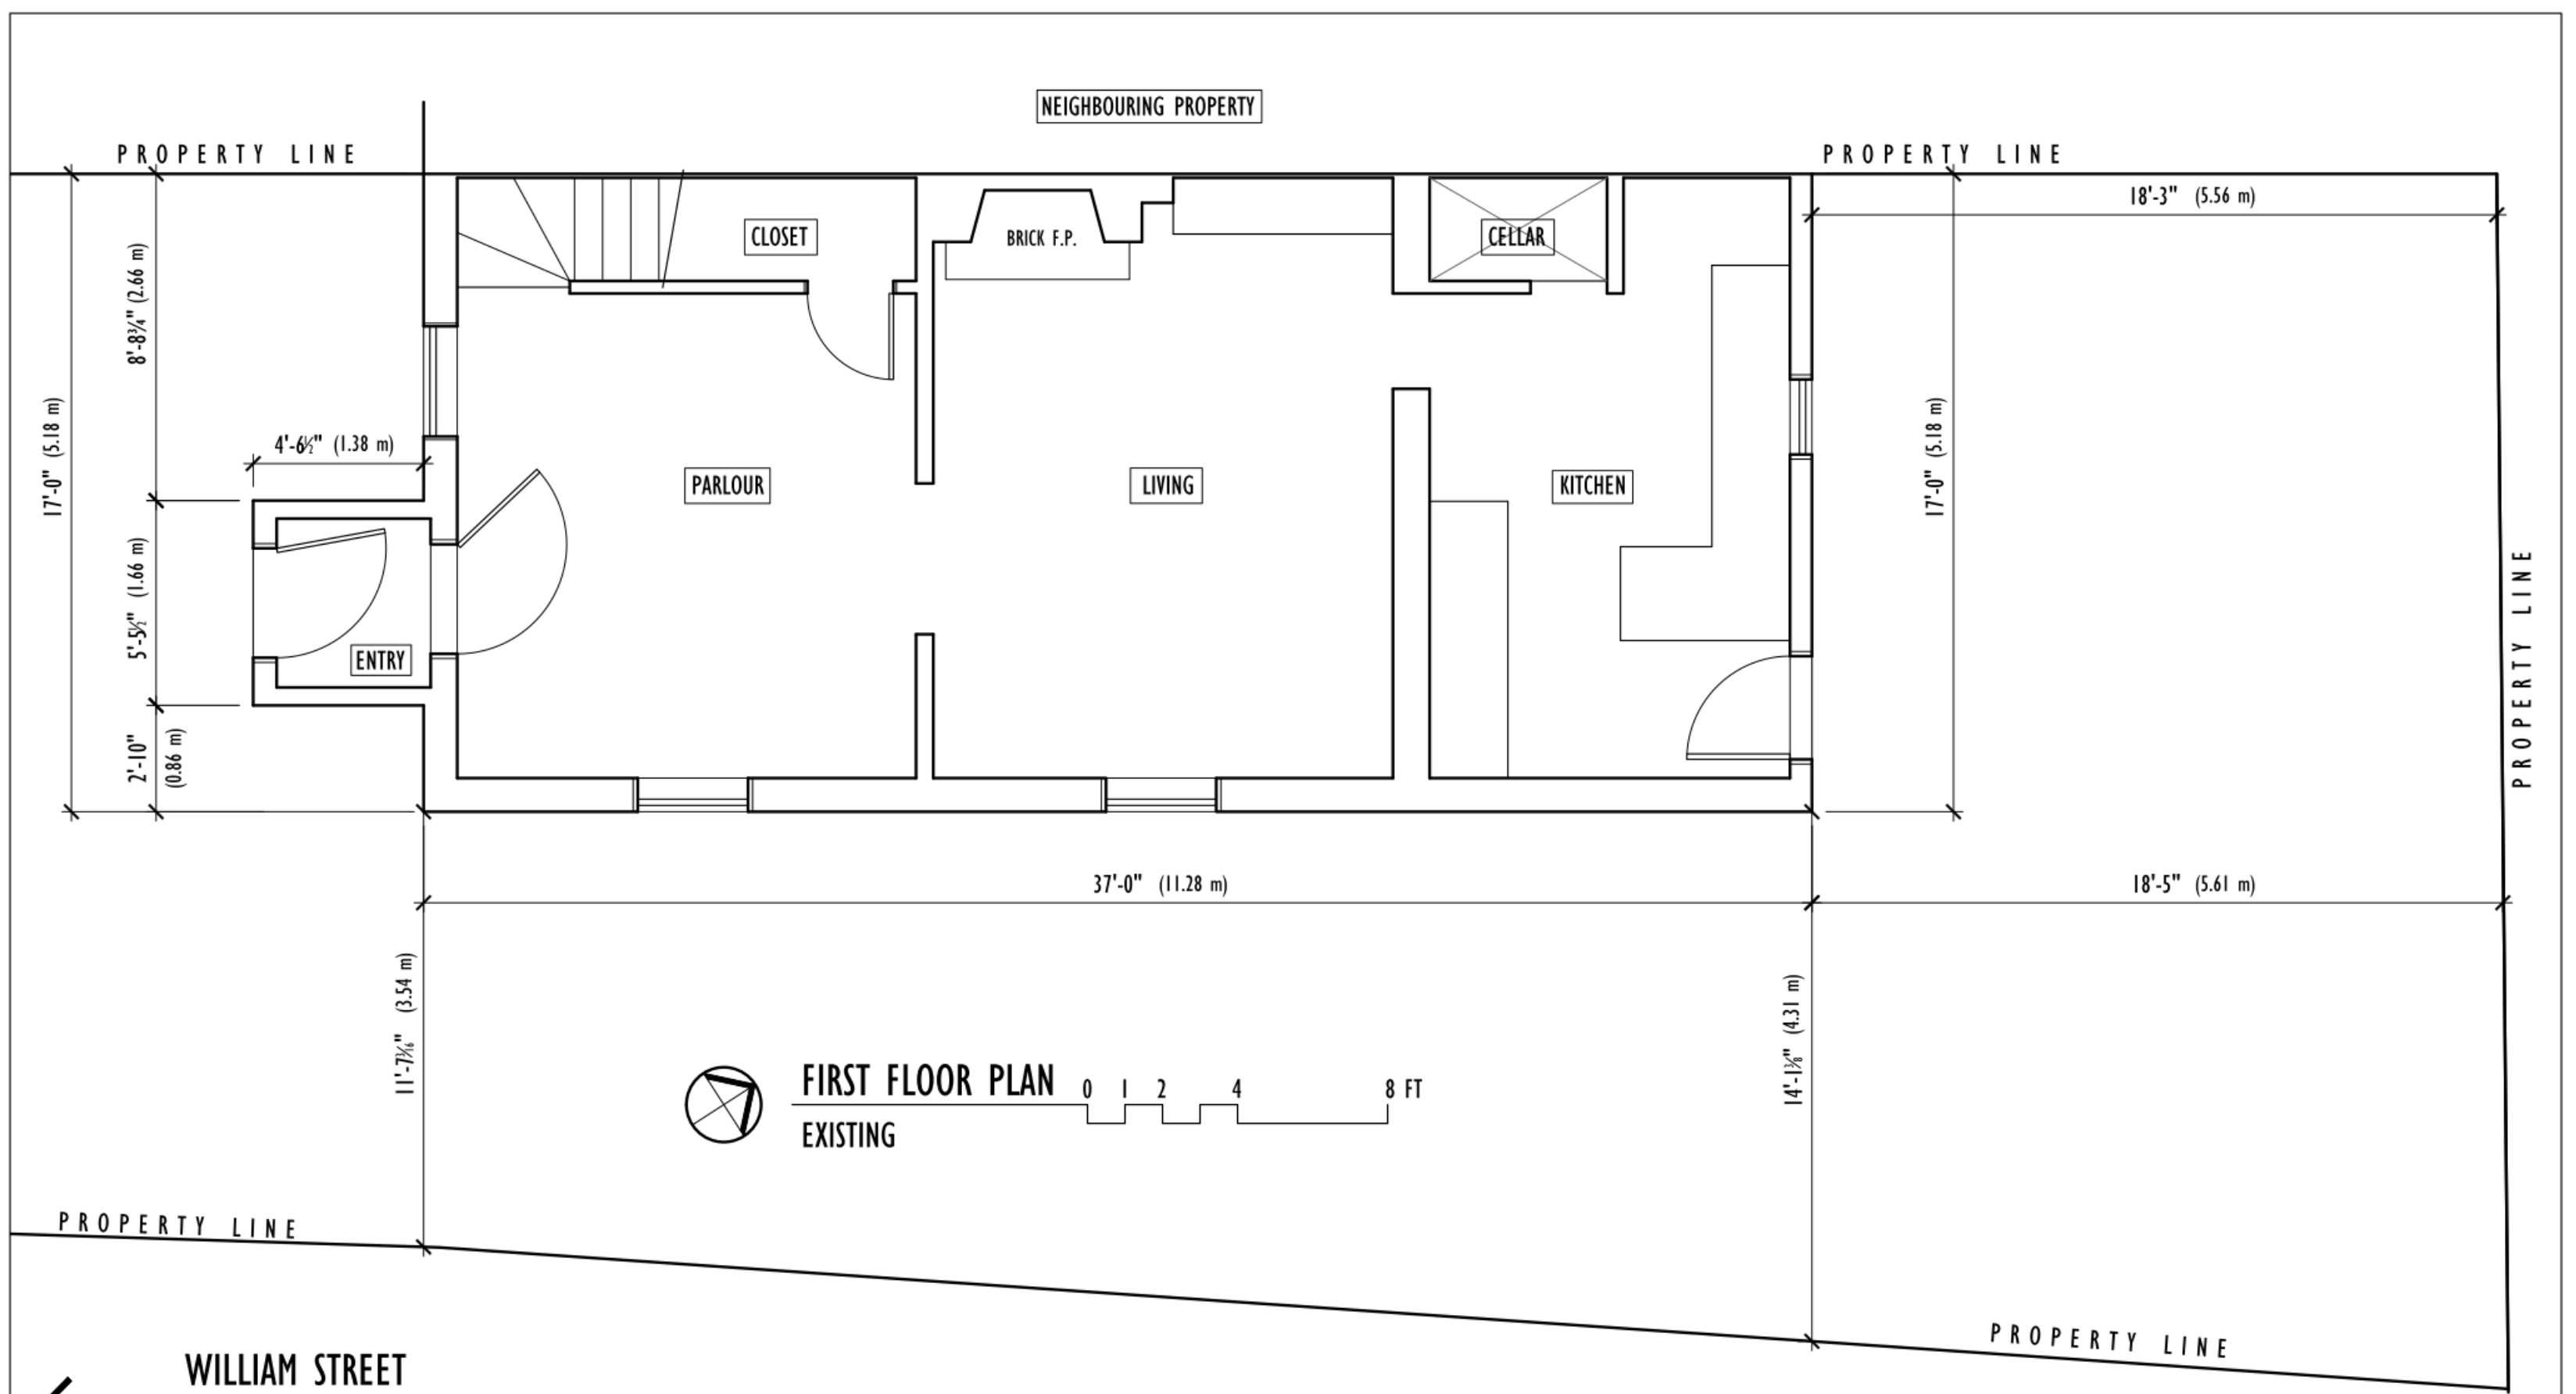 NEIGHBOURING PROPERTY
PROPERTY LINE
PROPERTY LINE
18'-3" (5.56 m)
CLOSET
BRICK F.P.
CELLAR
8'-8¾" (2.66 m)
17'-0" (5.18 m)
4'-6½" (1.38 m)
PARLOUR
LIVING
KITCHEN
17'-0" (5.18 m)
PROPERTY LINE
5'-5½" (1.66 m)
ENTRY
2'-10"
(0.86 m)
37'-0" (11.28 m)
18'-5" (5.61 m)
11'-7³⁄₁₆" (3.54 m)
14'-1³⁄₈" (4.31 m)
FIRST FLOOR PLAN
0 1 2 4 8 FT
EXISTING
PROPERTY LINE
PROPERTY LINE
WILLIAM STREET